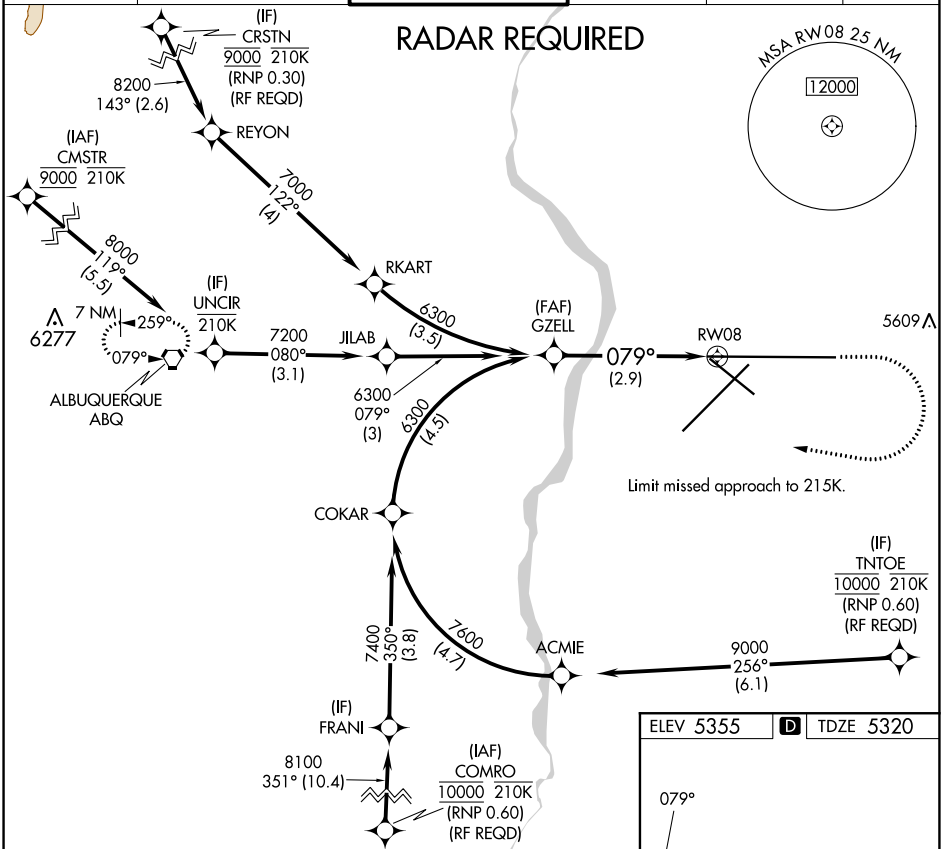 RADAR REQUIRED
(IF)
CRSTN
9000 210K
(RNP 0.30)
(RF REQD)
8200
143° (2.6)
REYON
MSA RW08 25 NM
12000
(IAF)
CMSTR
9000 210K
8000
119°
(5.5)
7000
122°
(4)
RKART
6300
(3.5)
(IF)
UNCIR
210K
7 NM
259°
079°
6277
ALBUQUERQUE
ABQ
7200
080°
(3.1)
JILAB
6300
079°
(3)
(FAF)
GZELL
079°
(2.9)
RW08
5609
6300
(4.5)
Limit missed approach to 215K.
COKAR
(IF)
TNTOE
10000 210K
(RNP 0.60)
(RF REQD)
7400
350°
(3.8)
7600
(4.7)
ACMIE
9000
256°
(6.1)
(IF)
FRANI
8100
351° (10.4)
(IAF)
COMRO
10000 210K
(RNP 0.60)
(RF REQD)
ELEV 5355 D TDZE 5320
079°